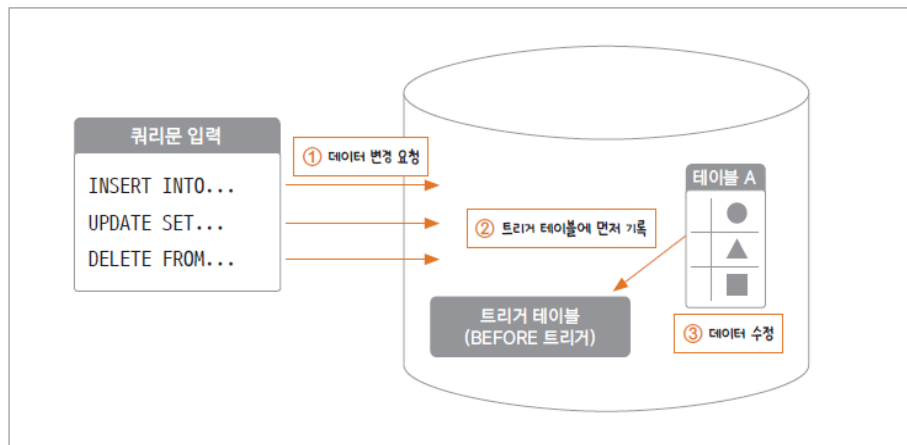 쿼리문 입력
INSERT INTO...
UPDATE SET...
DELETE FROM...
① 데이터 변경 요청
② 트리거 테이블에 먼저 기록
테이블 A
트리거 테이블
(BEFORE 트리거)
③ 데이터 수정